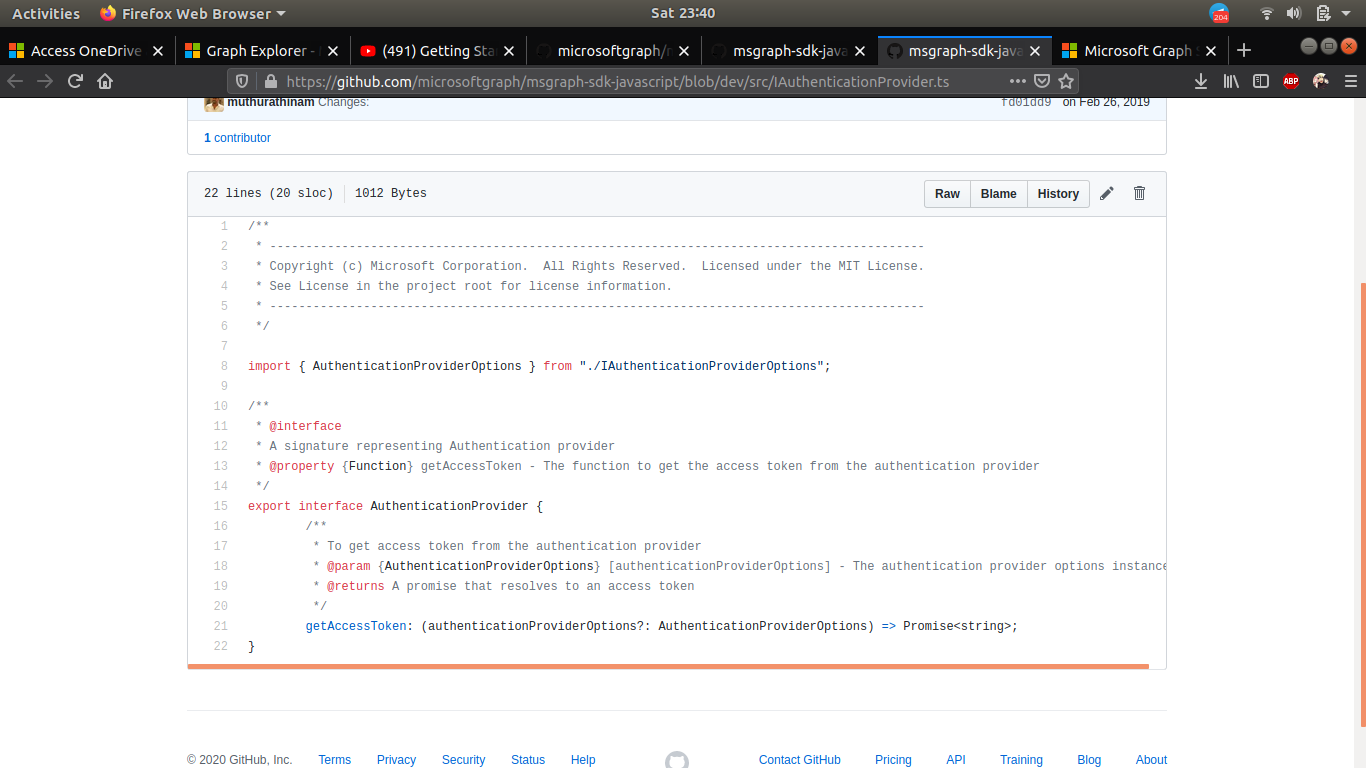 Activities Firefox Web Browser Sat 23:40 204
Access OneDrive Graph Explorer - (491) Getting Sta microsoftgraph/ msgraph-sdk-java msgraph-sdk-java Microsoft Graph
https://github.com/microsoftgraph/msgraph-sdk-javascript/blob/dev/src/IAuthenticationProvider.ts ABP
muthurathinam Changes: fd01dd9 on Feb 26, 2019
1 contributor
22 lines (20 sloc) 1012 Bytes Raw Blame History
1 /**
2 * -------------------------------------------------------------------------------------------
3 * Copyright (c) Microsoft Corporation.  All Rights Reserved.  Licensed under the MIT License.
4 * See License in the project root for license information.
5 * -------------------------------------------------------------------------------------------
6 */
7
8 import { AuthenticationProviderOptions } from "./IAuthenticationProviderOptions";
9
10 /**
11 * @interface
12 * A signature representing Authentication provider
13 * @property {Function} getAccessToken - The function to get the access token from the authentication provider
14 */
15 export interface AuthenticationProvider {
16 /**
17 * To get access token from the authentication provider
18 * @param {AuthenticationProviderOptions} [authenticationProviderOptions] - The authentication provider options instance
19 * @returns A promise that resolves to an access token
20 */
21 getAccessToken: (authenticationProviderOptions?: AuthenticationProviderOptions) => Promise<string>;
22 }
© 2020 GitHub, Inc. Terms Privacy Security Status Help Contact GitHub Pricing API Training Blog About